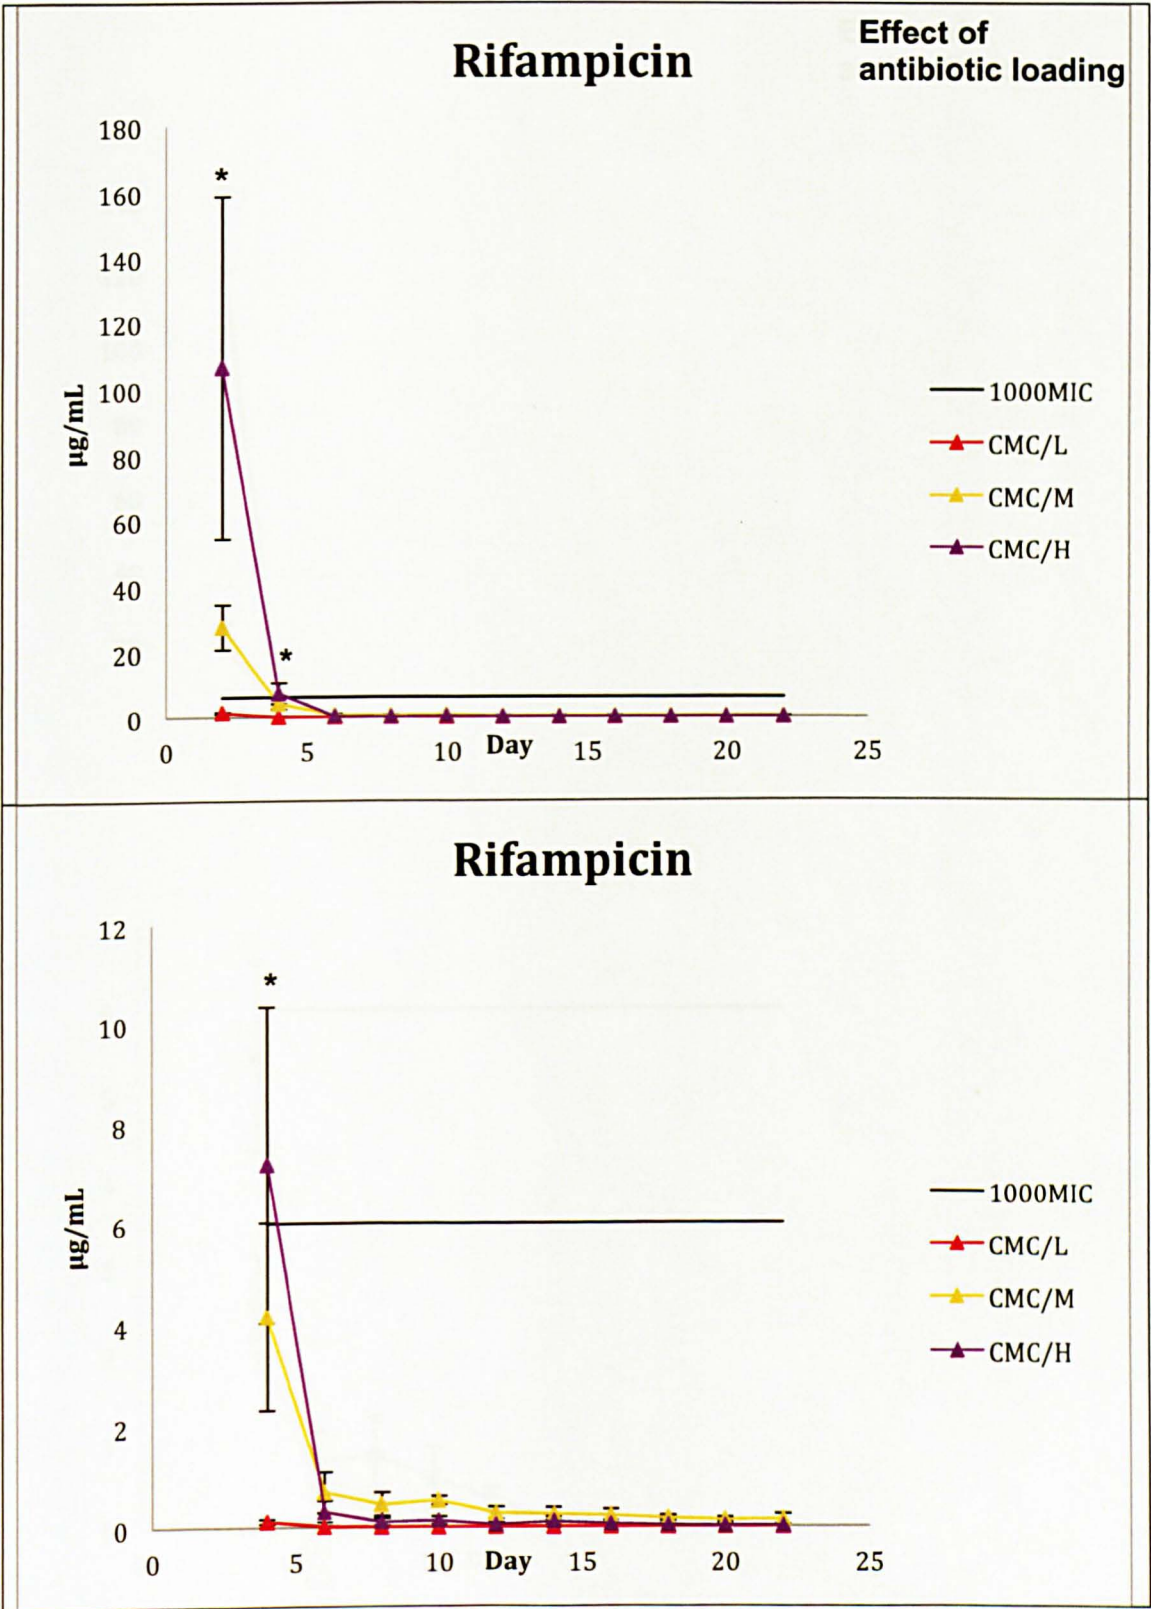 Effect of
antibiotic loading
Rifampicin
180
*
160
140
120
100
80
60
40
20
0
*
µg/mL
0 5 10 Day 15 20 25
1000MIC
CMC/L
CMC/M
CMC/H
Rifampicin
12
*
10
8
6
4
2
0
µg/mL
0 5 10 Day 15 20 25
1000MIC
CMC/L
CMC/M
CMC/H